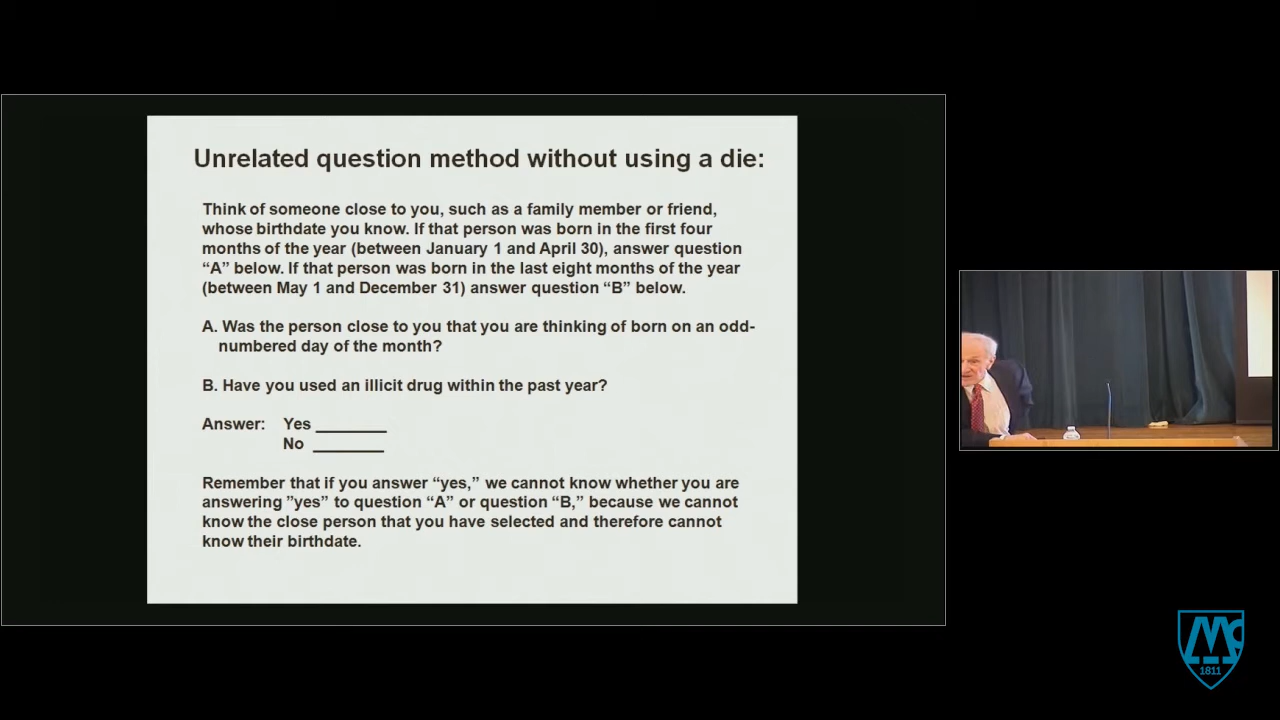 Unrelated question method without using a die:
Think of someone close to you, such as a family member or friend,
whose birthdate you know. If that person was born in the first four
months of the year (between January 1 and April 30), answer question
“A” below. If that person was born in the last eight months of the year
(between May 1 and December 31) answer question “B” below.
A. Was the person close to you that you are thinking of born on an odd-
numbered day of the month?
B. Have you used an illicit drug within the past year?
Answer: Yes ________
No ________
Remember that if you answer “yes,” we cannot know whether you are
answering ”yes” to question “A” or question “B,” because we cannot
know the close person that you have selected and therefore cannot
know their birthdate.
Mc
1811